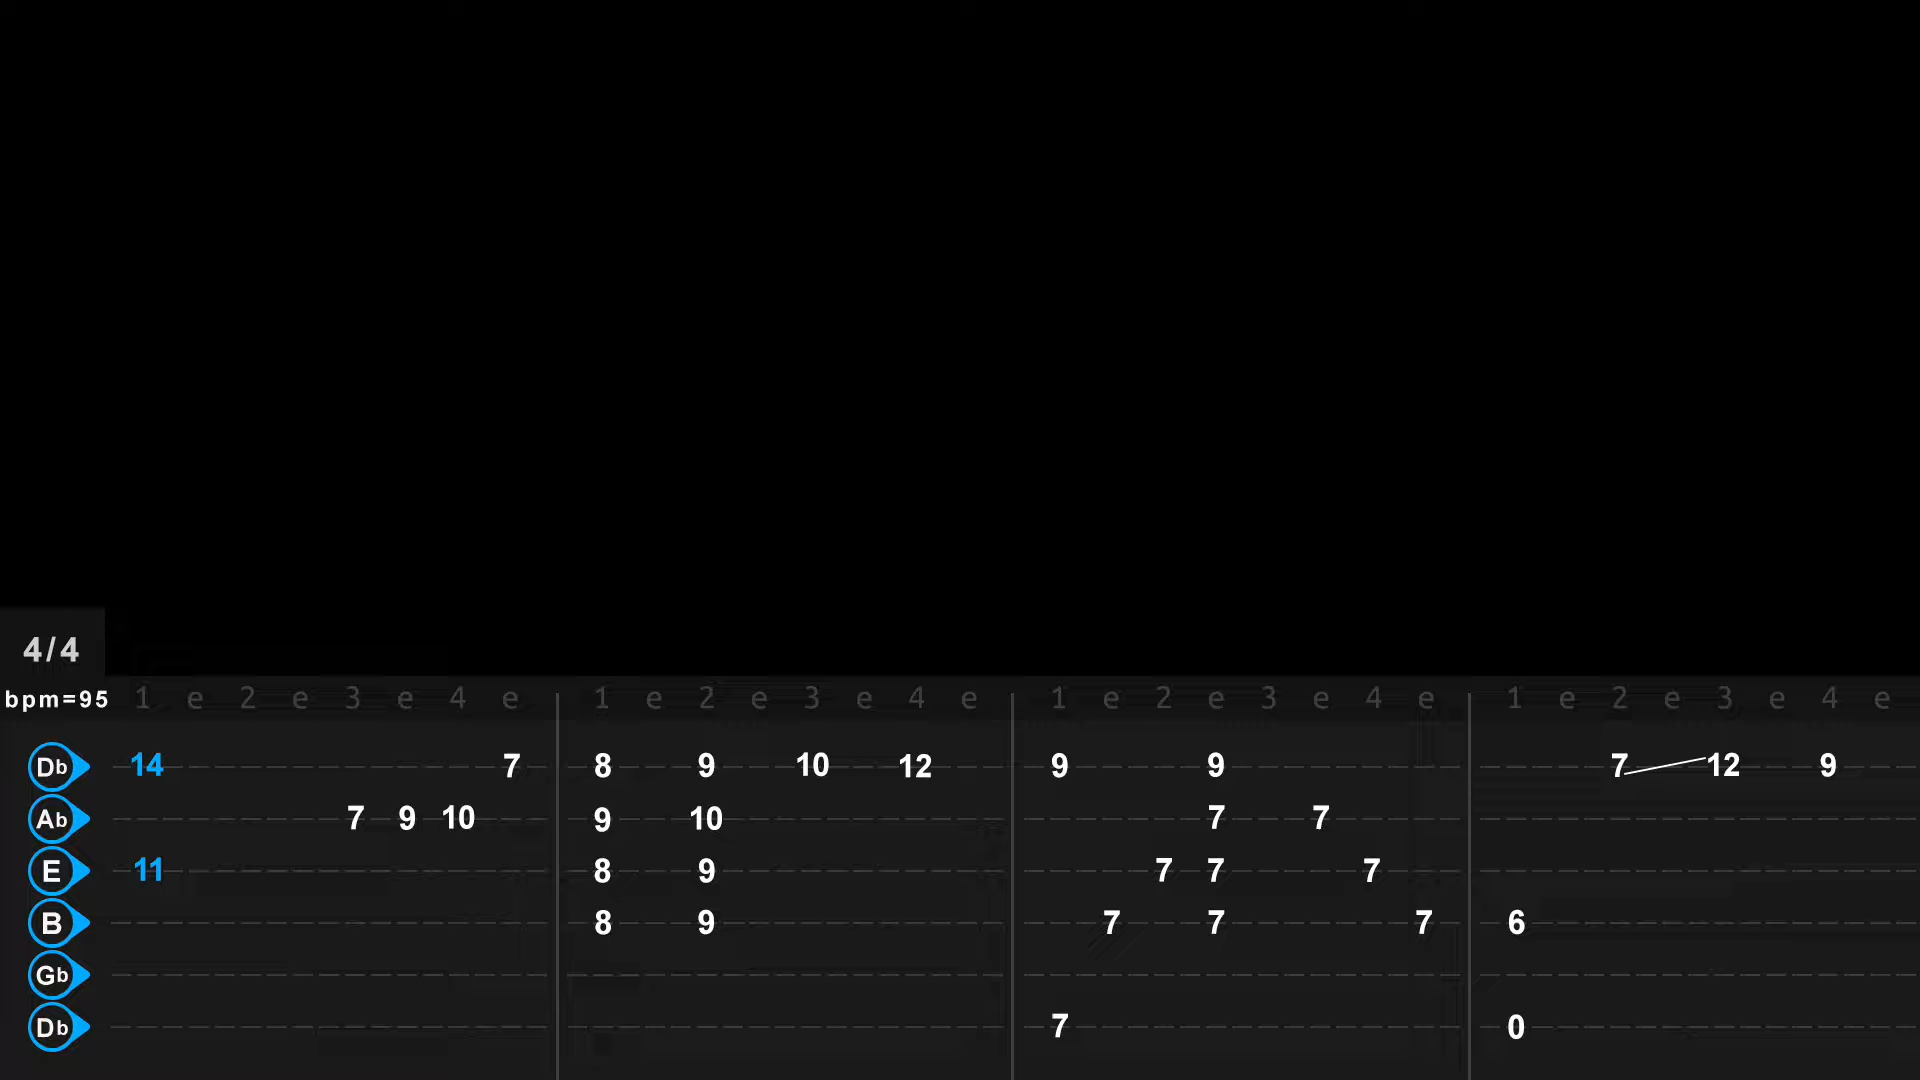 4/4
bpm=95 1 e 2 e 3 e 4 e 1 e 2 e 3 e 4 e 1 e 2 e 3 e 4 e 1 e 2 e 3 e 4 e
Db 14 7 8 9 10 12 9 9 7 12 9
Ab 7 9 10 9 10 7 7
E 11 8 9 7 7 7
B 8 9 7 7 7 6
Gb
Db 7 0